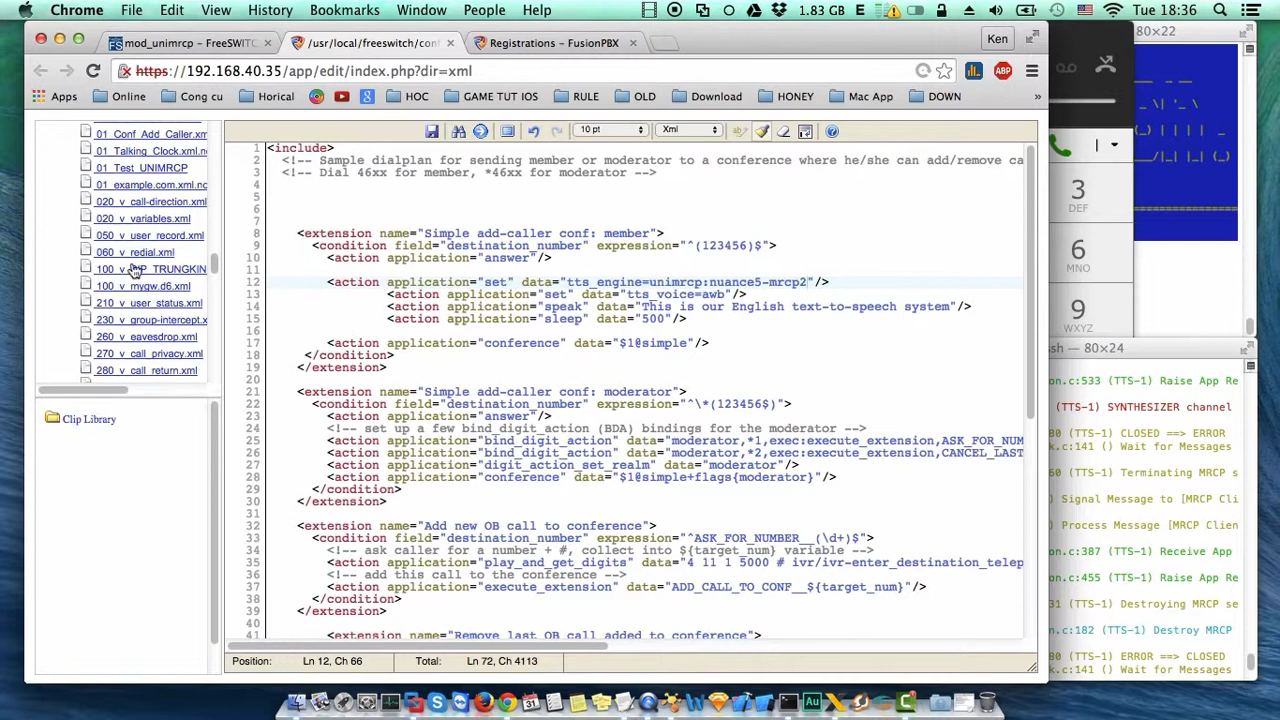 Chrome File Edit View History Bookmarks Window People Help 1.83 GB Tue 18:36
mod_unimrcp – FreeSWITC
/usr/local/freeswitch/con
Registrations – FusionPBX
Ken
80×22
https://192.168.40.35/app/edit/index.php?dir=xml
ABP
Apps Online Cong cu Horical HOC GAME TUT IOS RULE OLD Download HONEY Mac App DOWN »
10 pt Xml
01_Conf_Add_Caller.xm
01_Talking_Clock.xml.n
01_Test_UNIMRCP
01_example.com.xml.no
020_v_call-direction.xml
020_v_variables.xml
050_v_user_record.xml
060_v_redial.xml
100_v_ P_TRUNGKIN
100_v_mygw.d6.xml
210_v_user_status.xml
230_v_group-intercept.x
260_v_eavesdrop.xml
270_v_call_privacy.xml
280_v_call_return.xml
Clip Library
1 <include>
2 <!-- Sample dialplan for sending member or moderator to a conference where he/she can add/remove ca
3 <!-- Dial 46xx for member, *46xx for moderator -->
4
5
6
7
8 <extension name="Simple add-caller conf: member">
9 <condition field="destination_number" expression="^(123456)$">
10 <action application="answer"/>
11
12 <action application="set" data="tts_engine=unimrcp:nuance5-mrcp2"/>
13 <action application="set" data="tts_voice=awb"/>
14 <action application="speak" data="This is our English text-to-speech system"/>
15 <action application="sleep" data="500"/>
16
17 <action application="conference" data="$1@simple"/>
18 </condition>
19 </extension>
20
21 <extension name="Simple add-caller conf: moderator">
22 <condition field="destination_number" expression="^\*(123456$)">
23 <action application="answer"/>
24 <!-- set up a few bind_digit_action (BDA) bindings for the moderator -->
25 <action application="bind_digit_action" data="moderator,*1,exec:execute_extension,ASK_FOR_NUM
26 <action application="bind_digit_action" data="moderator,*2,exec:execute_extension,CANCEL_LAST
27 <action application="digit_action_set_realm" data="moderator"/>
28 <action application="conference" data="$1@simple+flags{moderator}"/>
29 </condition>
30 </extension>
31
32 <extension name="Add new OB call to conference">
33 <condition field="destination_number" expression="^ASK_FOR_NUMBER__(\d+)$">
34 <!-- ask caller for a number + #, collect into ${target_num} variable -->
35 <action application="play_and_get_digits" data="4 11 1 5000 # ivr/ivr-enter_destination_telep
36 <!-- add this call to the conference -->
37 <action application="execute_extension" data="ADD_CALL_TO_CONF__${target_num}"/>
38 </condition>
39 </extension>
41 <extension name="Remove last OB call added to conference">
Position: Ln 12, Ch 66 Total: Ln 72, Ch 4113
3
DEF
6
MNO
9
WXYZ
ssh — 80×24
on.c:533 (TTS-1) Raise App Re
(TTS-1) SYNTHESIZER channel
80 (TTS-1) CLOSED ==> ERROR
c:141 () Wait for Messages
60 (TTS-1) Terminating MRCP s
) Signal Message to [MRCP Clien
) Process Message [MRCP Clien
on.c:387 (TTS-1) Receive App
on.c:455 (TTS-1) Raise App Re
31 (TTS-1) Destroying MRCP se
on.c:182 (TTS-1) Destroy MRCP
80 (TTS-1) ERROR ==> CLOSED
c:141 () Wait for Messages